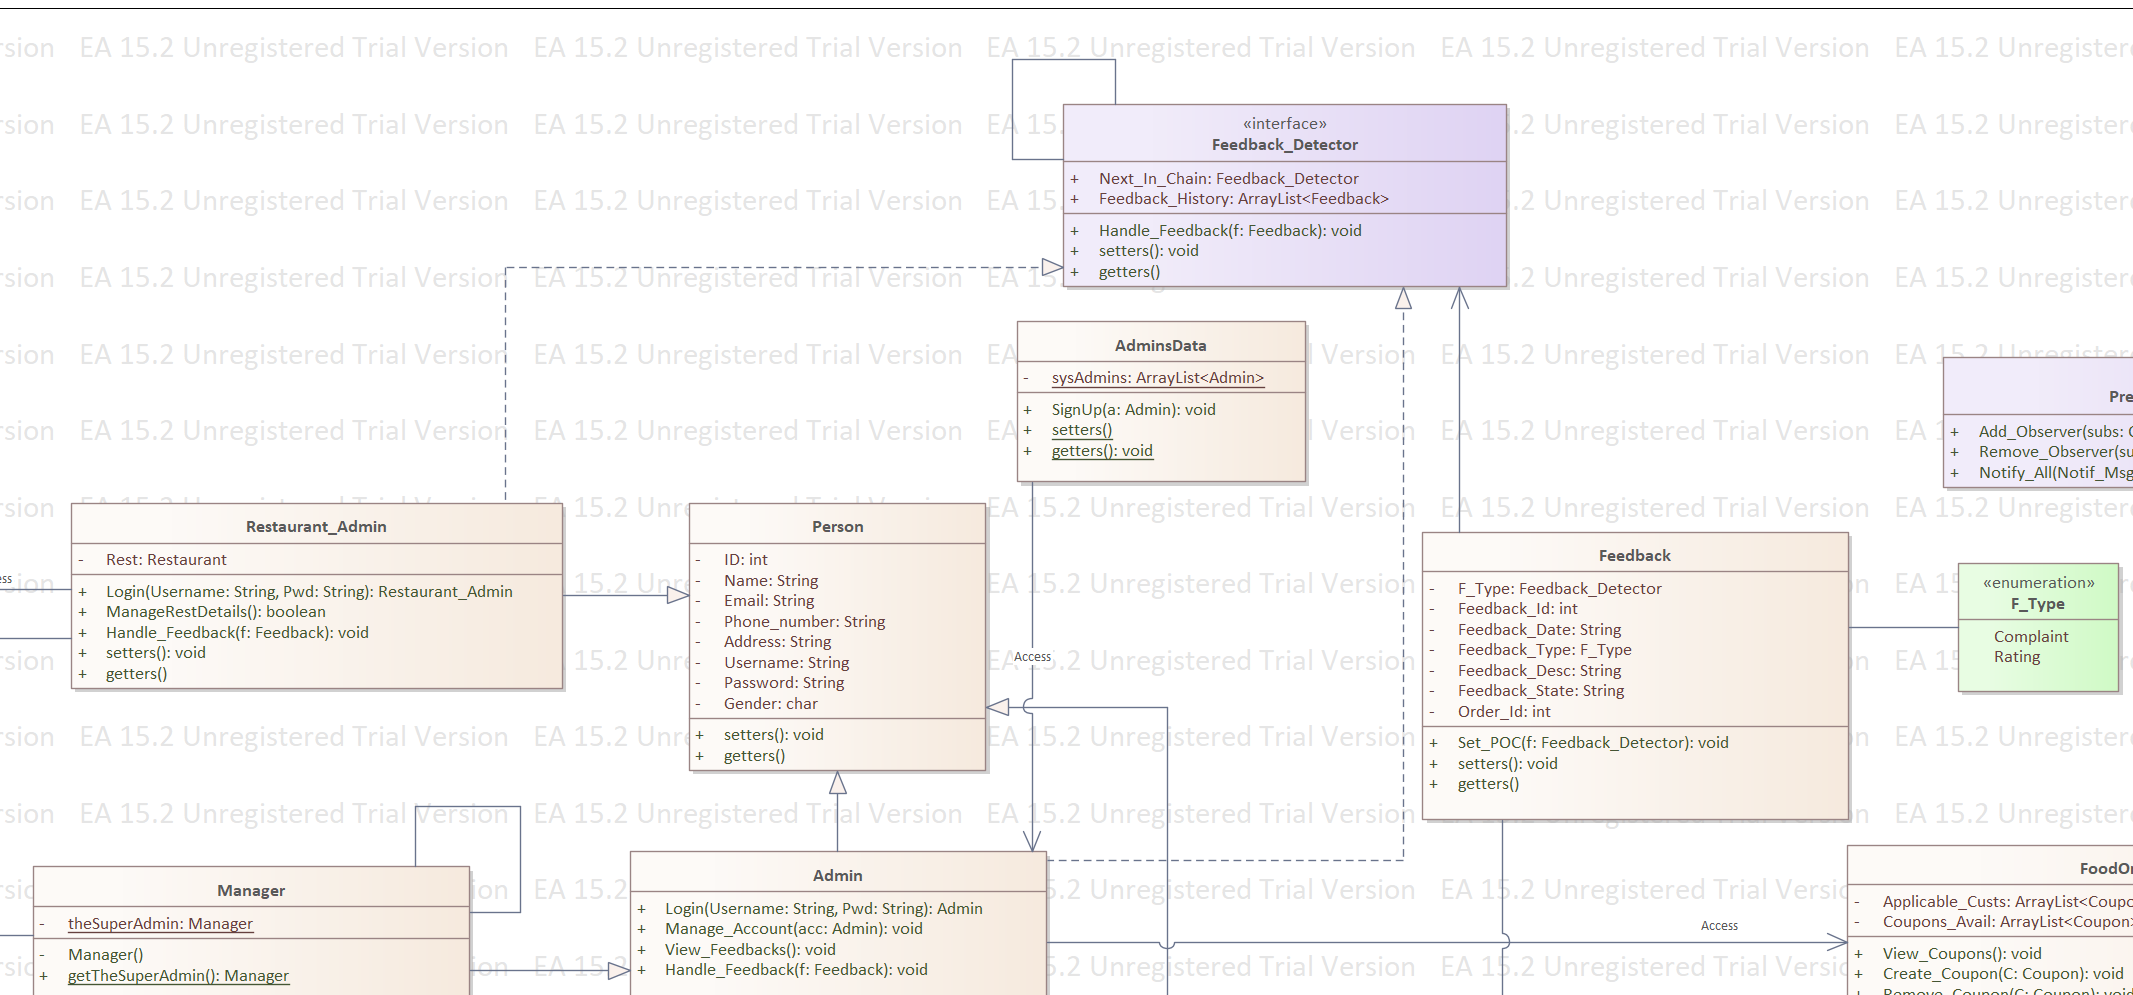 EA 15.2 Unregistered Trial Version
«interface»
Feedback_Detector
+ Next_In_Chain: Feedback_Detector
+ Feedback_History: ArrayList<Feedback>
+ Handle_Feedback(f: Feedback): void
+ setters(): void
+ getters()
AdminsData
- sysAdmins: ArrayList<Admin>
+ SignUp(a: Admin): void
+ setters()
+ getters(): void
Pre
+ Add_Observer(subs: C
+ Remove_Observer(su
+ Notify_All(Notif_Msg
Restaurant_Admin
- Rest: Restaurant
+ Login(Username: String, Pwd: String): Restaurant_Admin
+ ManageRestDetails(): boolean
+ Handle_Feedback(f: Feedback): void
+ setters(): void
+ getters()
ess
Person
- ID: int
- Name: String
- Email: String
- Phone_number: String
- Address: String
- Username: String
- Password: String
- Gender: char
+ setters(): void
+ getters()
Access
Feedback
- F_Type: Feedback_Detector
- Feedback_Id: int
- Feedback_Date: String
- Feedback_Type: F_Type
- Feedback_Desc: String
- Feedback_State: String
- Order_Id: int
+ Set_POC(f: Feedback_Detector): void
+ setters(): void
+ getters()
«enumeration»
F_Type
Complaint
Rating
Manager
- theSuperAdmin: Manager
- Manager()
+ getTheSuperAdmin(): Manager
Admin
+ Login(Username: String, Pwd: String): Admin
+ Manage_Account(acc: Admin): void
+ View_Feedbacks(): void
+ Handle_Feedback(f: Feedback): void
Access
FoodOr
- Applicable_Custs: ArrayList<Coupo
- Coupons_Avail: ArrayList<Coupon>
+ View_Coupons(): void
+ Create_Coupon(C: Coupon): void
+ Remove_Coupon(C: Coupon): void